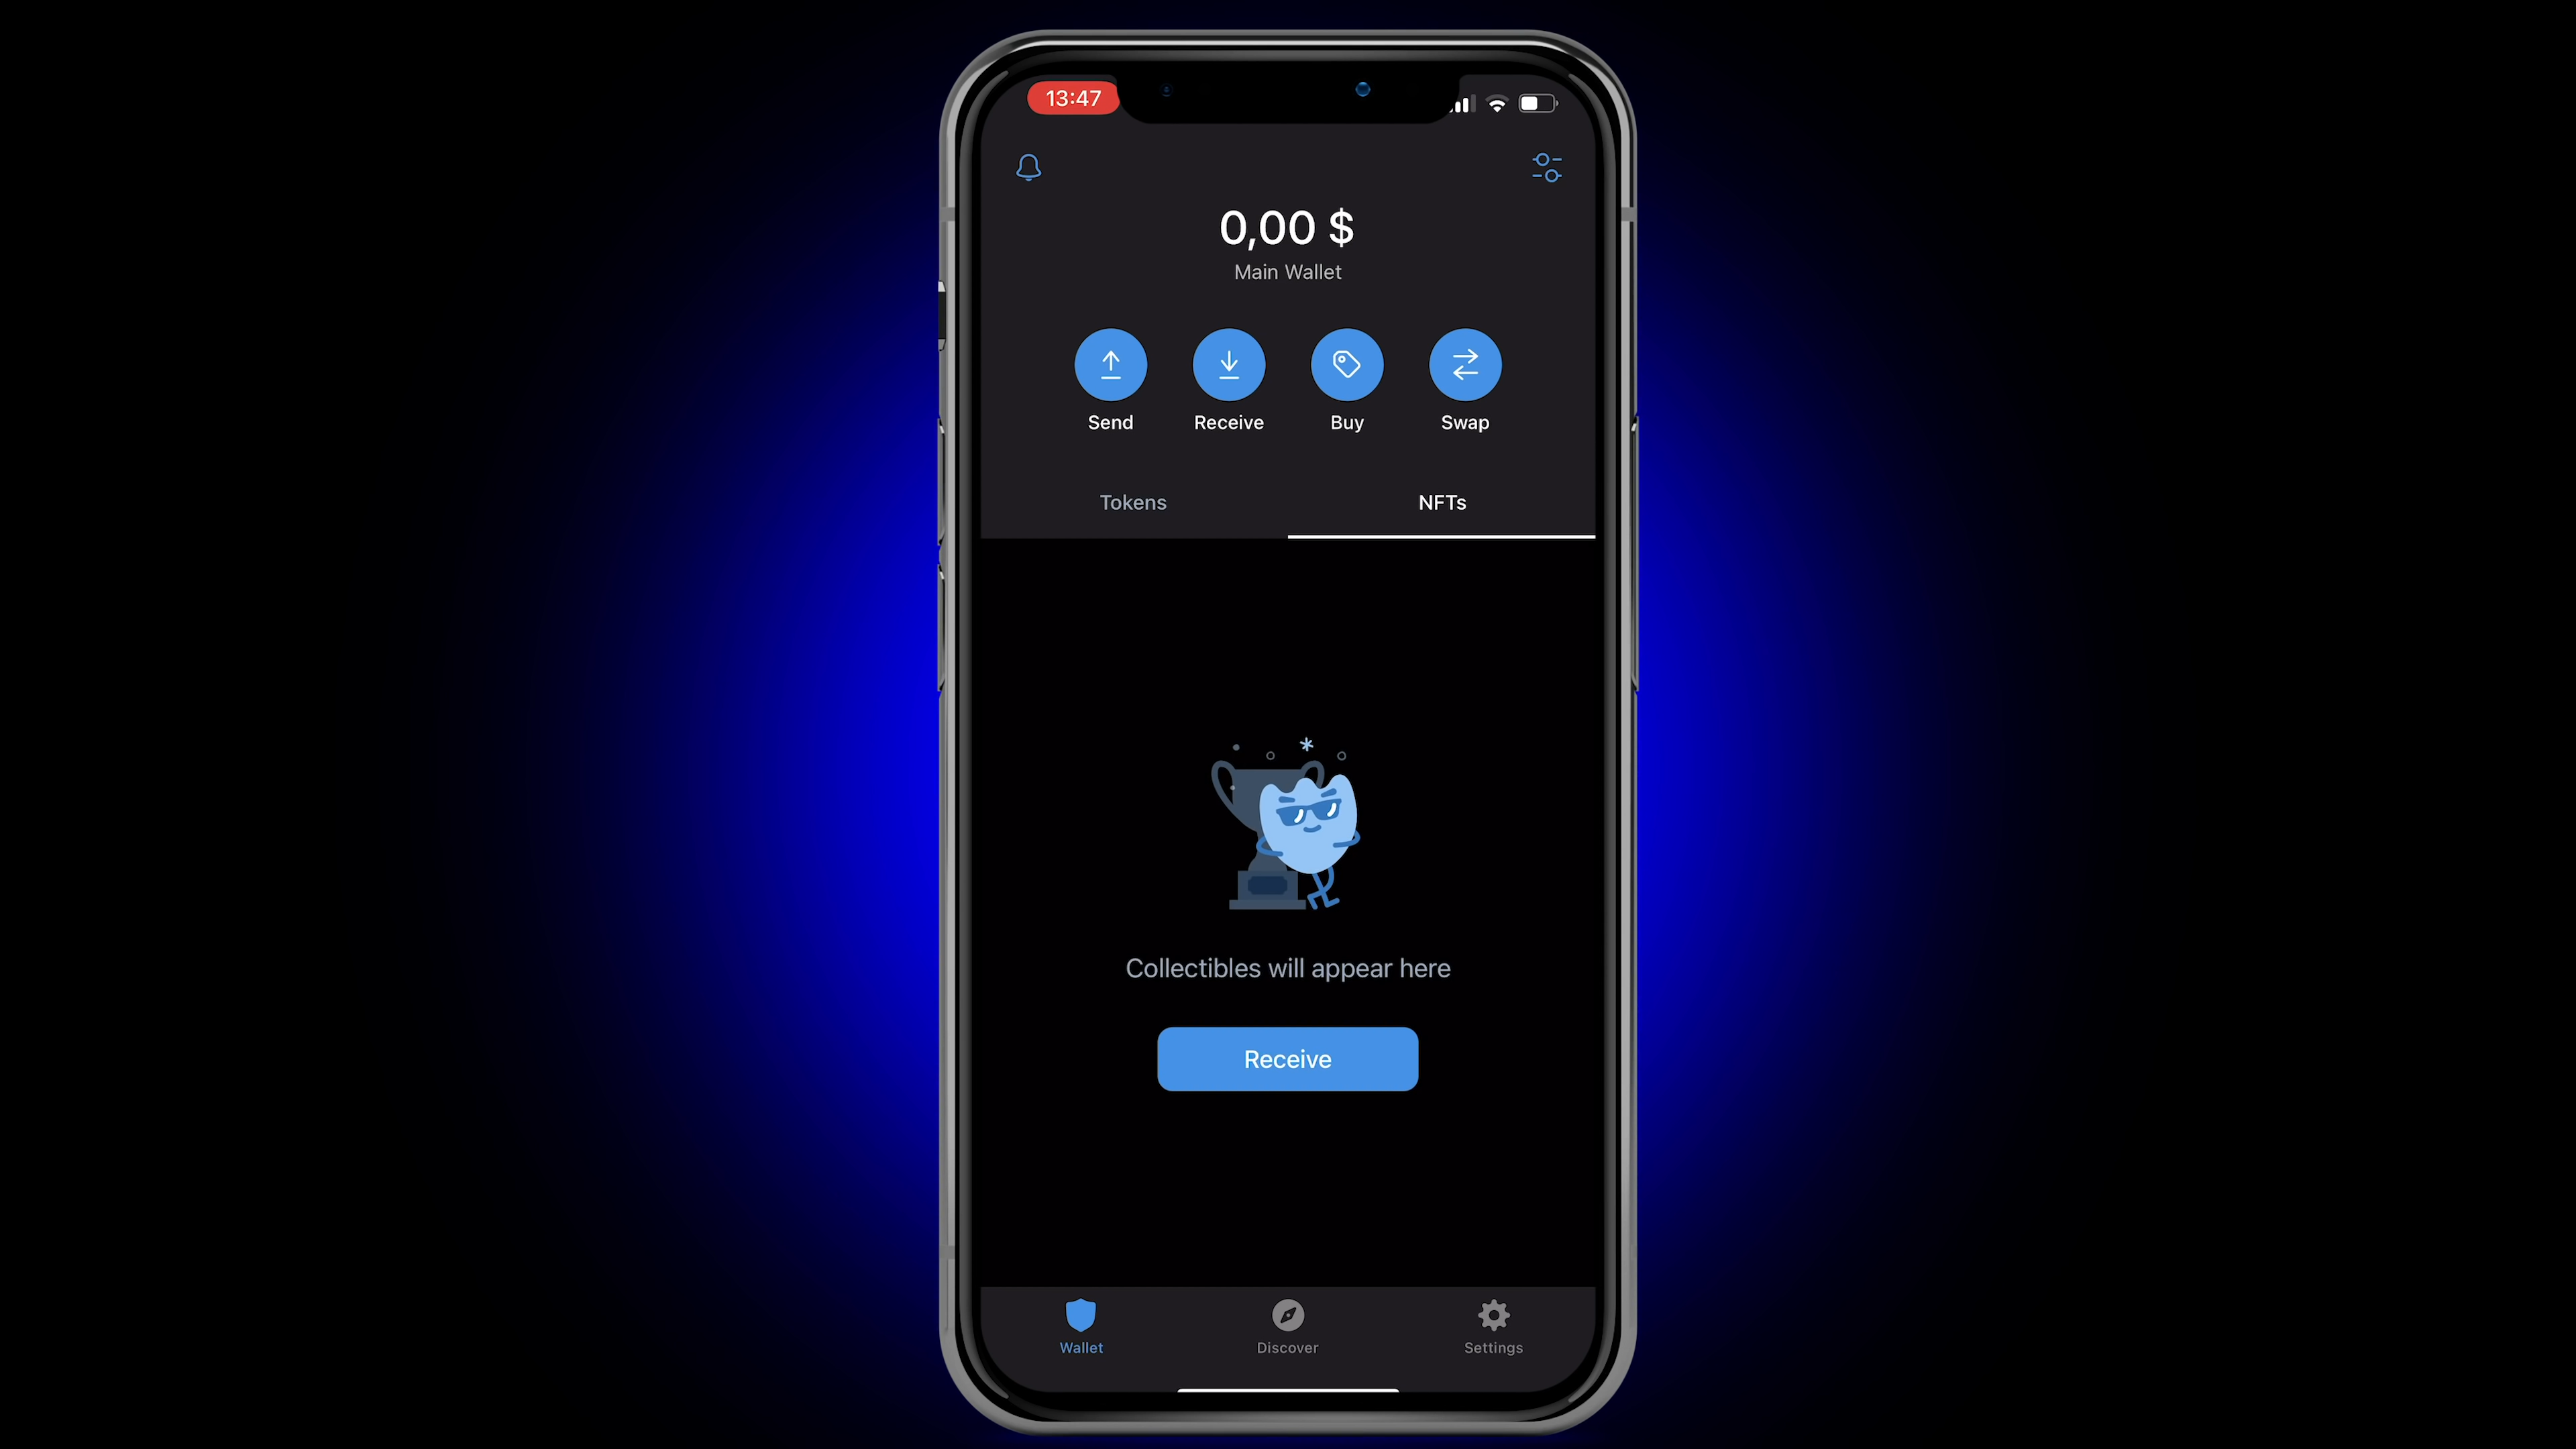 13:47
0,00 $
Main Wallet
Send
Receive
Buy
Swap
Tokens
NFTs
Collectibles will appear here
Receive
Wallet
Discover
Settings